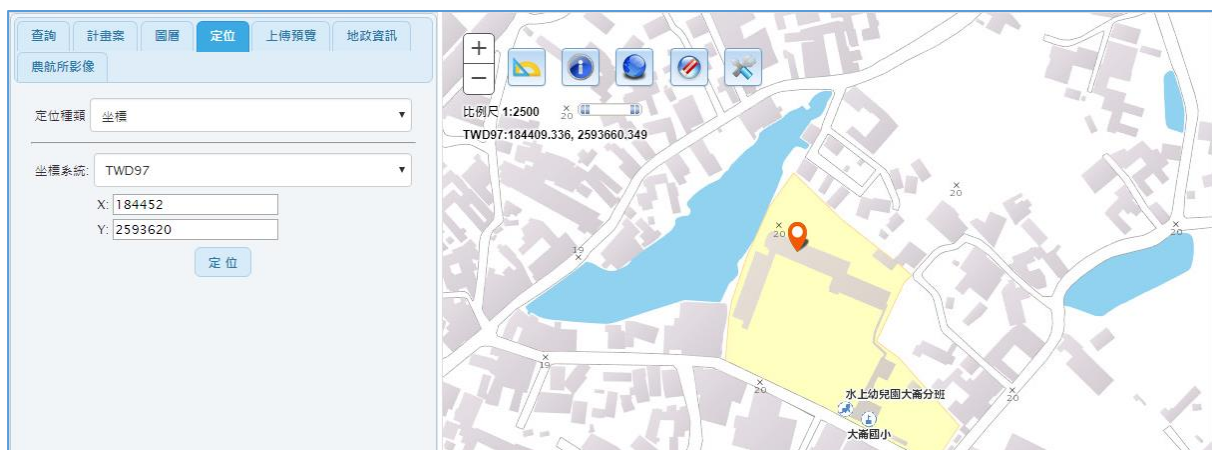 查詢 計畫案 圖層 定位 上傳預覽 地政資訊
農航所影像
定位種類 坐標
坐標系統: TWD97
X: 184452
Y: 2593620
定 位
+
−
比例尺 1:2500
20
TWD97:184409.336, 2593660.349
20
20
20
19
19
20
20
水上幼兒園大崙分班
大崙國小